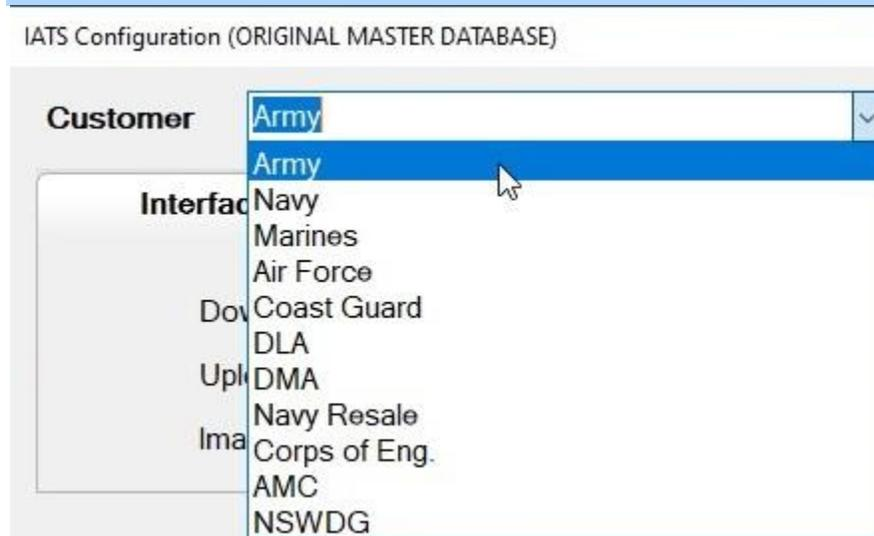 IATS Configuration (ORIGINAL MASTER DATABASE)
Customer Army
Army
Interfac Navy
Marines
Air Force
Dov Coast Guard
DLA
Upl DMA
Navy Resale
Ima Corps of Eng.
AMC
NSWDG